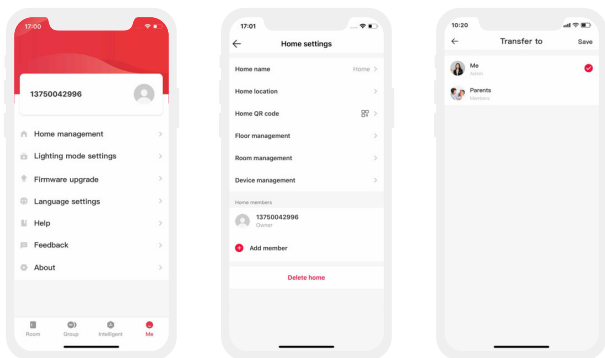 17:00
13750042996
Home management
Lighting mode settings
Firmware upgrade
Language settings
Help
Feedback
About
Room
Group
Intelligent
Me
17:01
Home settings
Home name
Home
Home location
Home QR code
Floor management
Room management
Device management
Home members
13750042996
Owner
Add member
Delete home
10:20
Transfer to
Save
Me
Admin
Parents
Members